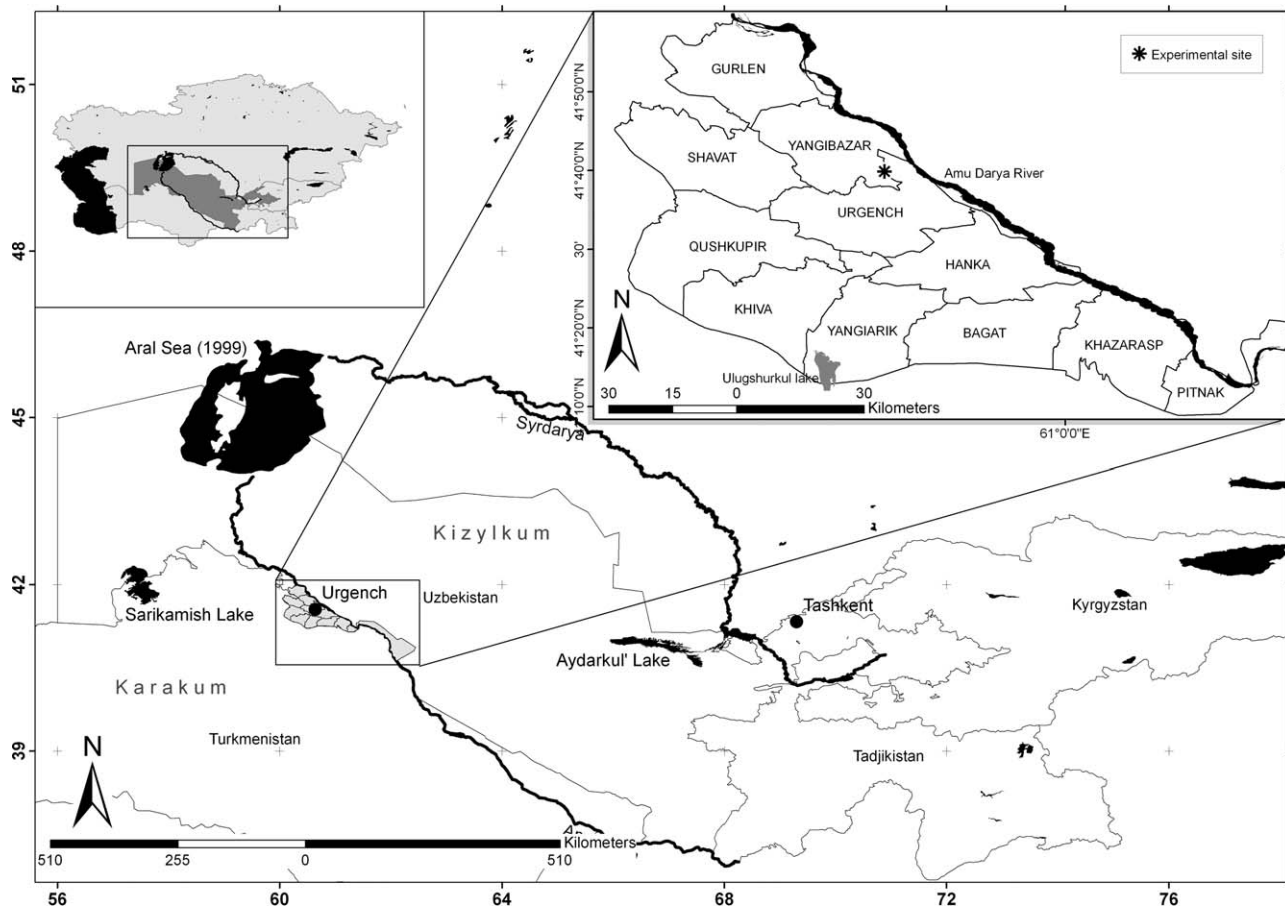 51
48
45
42
39
56
60
64
68
72
76
Experimental site
GURLEN
YANGIBAZAR
SHAVAT
Amu Darya River
URGENCH
QUSHKUPIR
HANKA
KHIVA
YANGIARIK
BAGAT
KHAZARASP
PITNAK
Ulugshurkul lake
N
30 15 0 30
Kilometers
41°50'0"N
41°40'0"N
30'
41°20'0"N
10'0"N
61°0'0"E
Aral Sea (1999)
Syrdarya
Kizylkum
Urgench
Uzbekistan
Sarikamish Lake
Tashkent
Kyrgyzstan
Aydarkul' Lake
Karakum
Turkmenistan
Tadjikistan
N
Kilometers
510 255 0 510